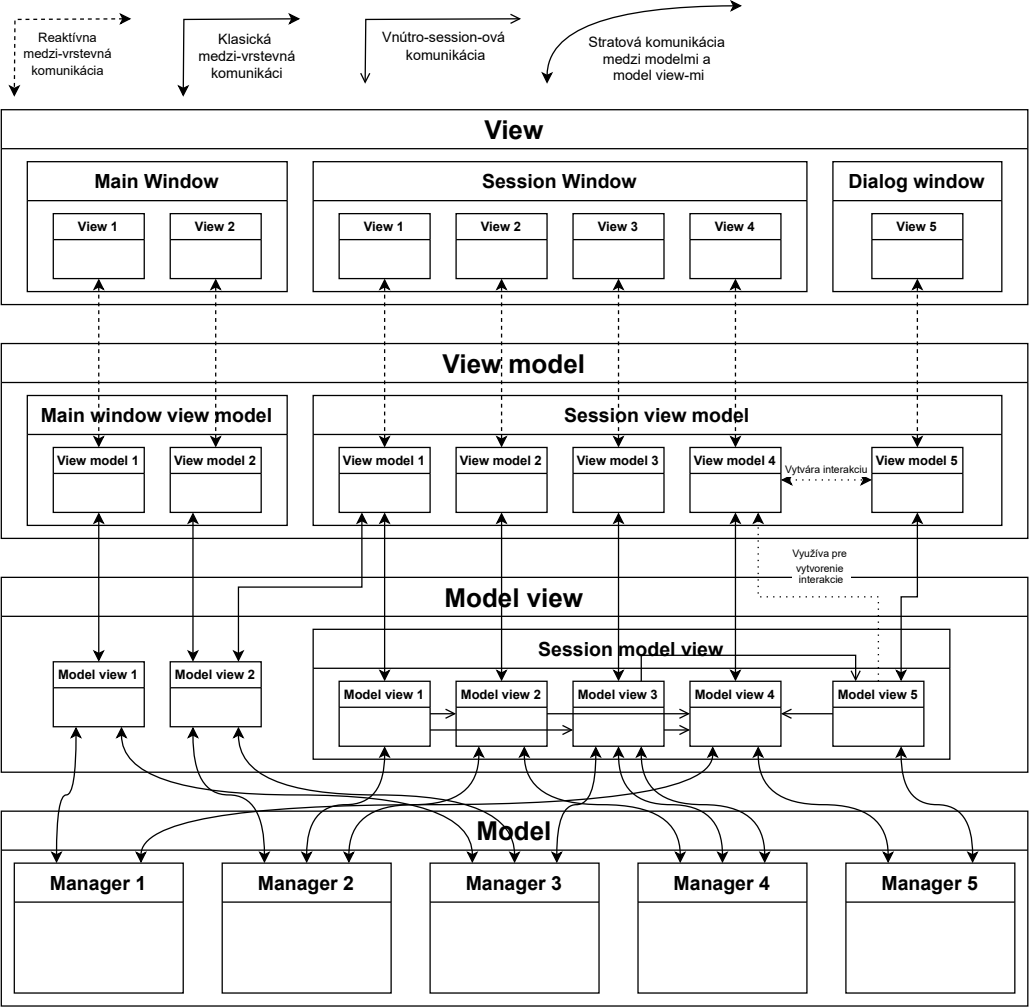 Reaktívna
medzi-vrstevná
komunikácia
Klasická
medzi-vrstevná
komunikáci
Vnútro-session-ová
komunikácia
Stratová komunikácia
medzi modelmi a
model view-mi
View
Main Window
Session Window
Dialog window
View 1
View 2
View 1
View 2
View 3
View 4
View 5
View model
Main window view model
Session view model
View model 1
View model 2
View model 1
View model 2
View model 3
View model 4
View model 5
Vytvára interakciu
Využíva pre
vytvorenie
interakcie
Model view
Session model view
Model view 1
Model view 2
Model view 1
Model view 2
Model view 3
Model view 4
Model view 5
Model
Manager 1
Manager 2
Manager 3
Manager 4
Manager 5